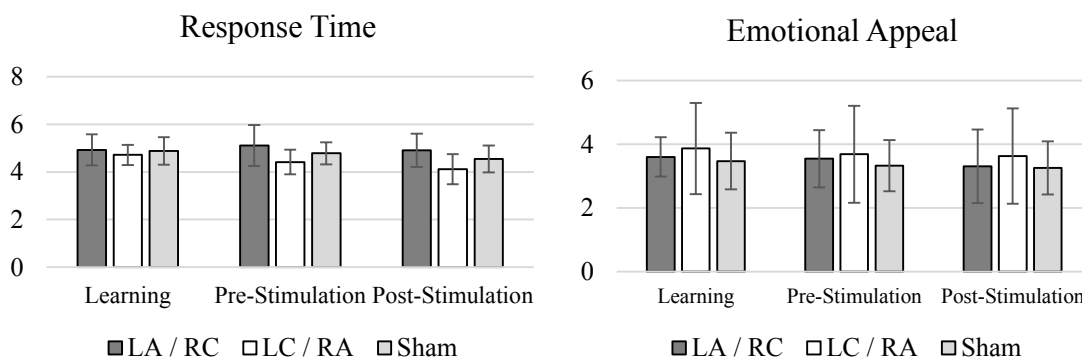 Response Time
8
6
4
2
0
Learning Pre-Stimulation Post-Stimulation
LA / RC LC / RA Sham
Emotional Appeal
6
4
2
0
Learning Pre-Stimulation Post-Stimulation
LA / RC LC / RA Sham